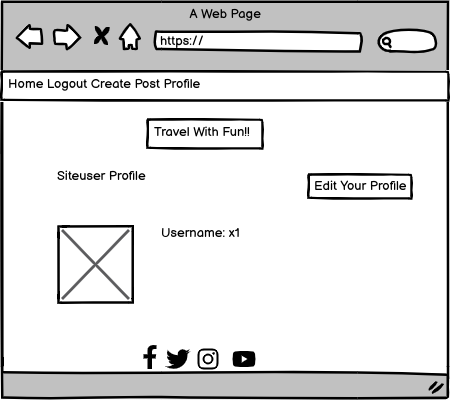 A Web Page
https://
Home Logout Create Post Profile
Travel With Fun!!
Siteuser Profile
Edit Your Profile
Username: x1